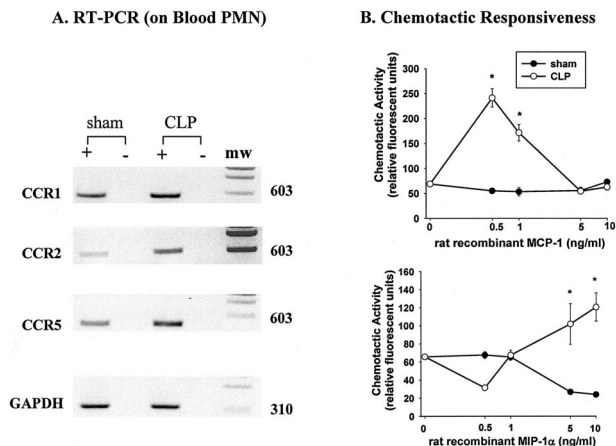 A. RT-PCR (on Blood PMN)
sham CLP
+ - + - mw
CCR1 603
CCR2 603
CCR5 603
GAPDH 310
B. Chemotactic Responsiveness
Chemotactic Activity
(relative fluorescent units)
300
250
200
150
100
50
0
sham
CLP
*
*
0 0.5 1 5 10
rat recombinant MCP-1 (ng/ml)
Chemotactic Activity
(relative fluorescent units)
160
140
120
100
80
60
40
20
0
*
*
0 0.5 1 5 10
rat recombinant MIP-1α (ng/ml)